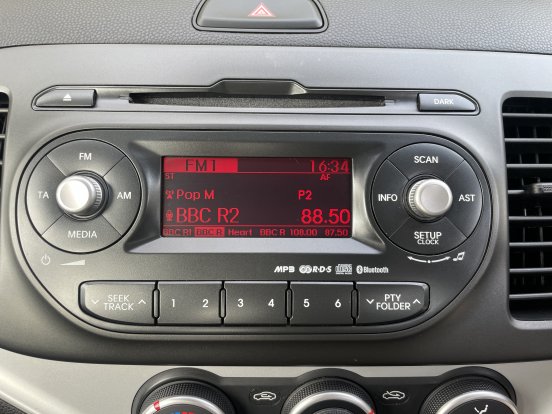 DARK
FM
TA
AM
MEDIA
FM1 16:34
ST AF
Pop M P2
BBC R2 88.50
BBC R1 BBC R Heart BBC R 108.00 87.50
SCAN
INFO
AST
SETUP
CLOCK
MP3 R·D·S Bluetooth
SEEK
TRACK
1 2 3 4 5 6
PTY
FOLDER